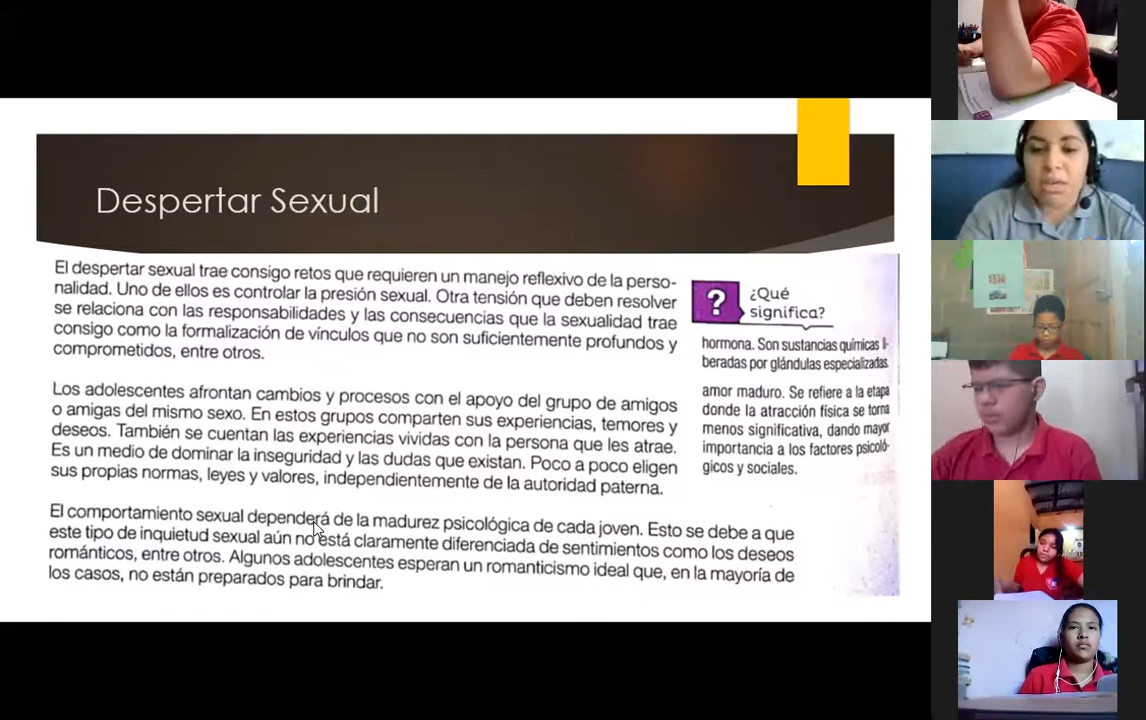 Despertar Sexual
El despertar sexual trae consigo retos que requieren un manejo reflexivo de la perso-
nalidad. Uno de ellos es controlar la presión sexual. Otra tensión que deben resolver
se relaciona con las responsabilidades y las consecuencias que la sexualidad trae
consigo como la formalización de vínculos que no son suficientemente profundos y
comprometidos, entre otros.
Los adolescentes afrontan cambios y procesos con el apoyo del grupo de amigos
o amigas del mismo sexo. En estos grupos comparten sus experiencias, temores y
deseos. También se cuentan las experiencias vividas con la persona que les atrae.
Es un medio de dominar la inseguridad y las dudas que existan. Poco a poco eligen
sus propias normas, leyes y valores, independientemente de la autoridad paterna.
El comportamiento sexual dependerá de la madurez psicológica de cada joven. Esto se debe a que
este tipo de inquietud sexual aún no está claramente diferenciada de sentimientos como los deseos
románticos, entre otros. Algunos adolescentes esperan un romanticismo ideal que, en la mayoría de
los casos, no están preparados para brindar.
?
¿Qué
significa?
hormona. Son sustancias químicas li-
beradas por glándulas especializadas.
amor maduro. Se refiere a la etapa
donde la atracción física se torna
menos significativa, dando mayor
importancia a los factores psicoló-
gicos y sociales.